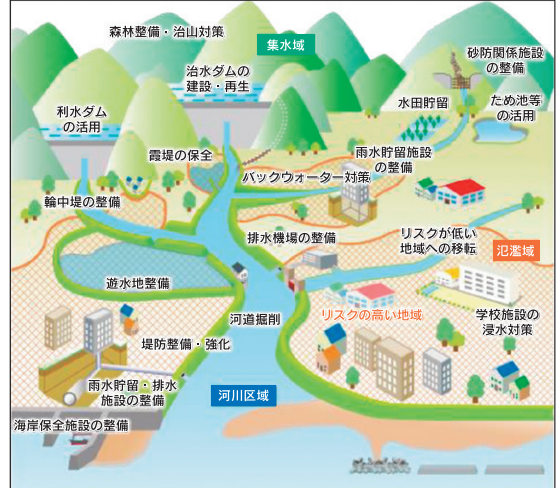 森林整備・治山対策
集水域
砂防関係施設
の整備
治水ダムの
建設・再生
利水ダム
の活用
水田貯留
ため池等
の活用
霞堤の保全
雨水貯留施設
の整備
バックウォーター対策
輪中堤の整備
排水機場の整備
リスクが低い
地域への移転
氾濫域
遊水地整備
河道掘削
リスクの高い地域
学校施設の
浸水対策
堤防整備・強化
雨水貯留・排水
施設の整備
河川区域
海岸保全施設の整備